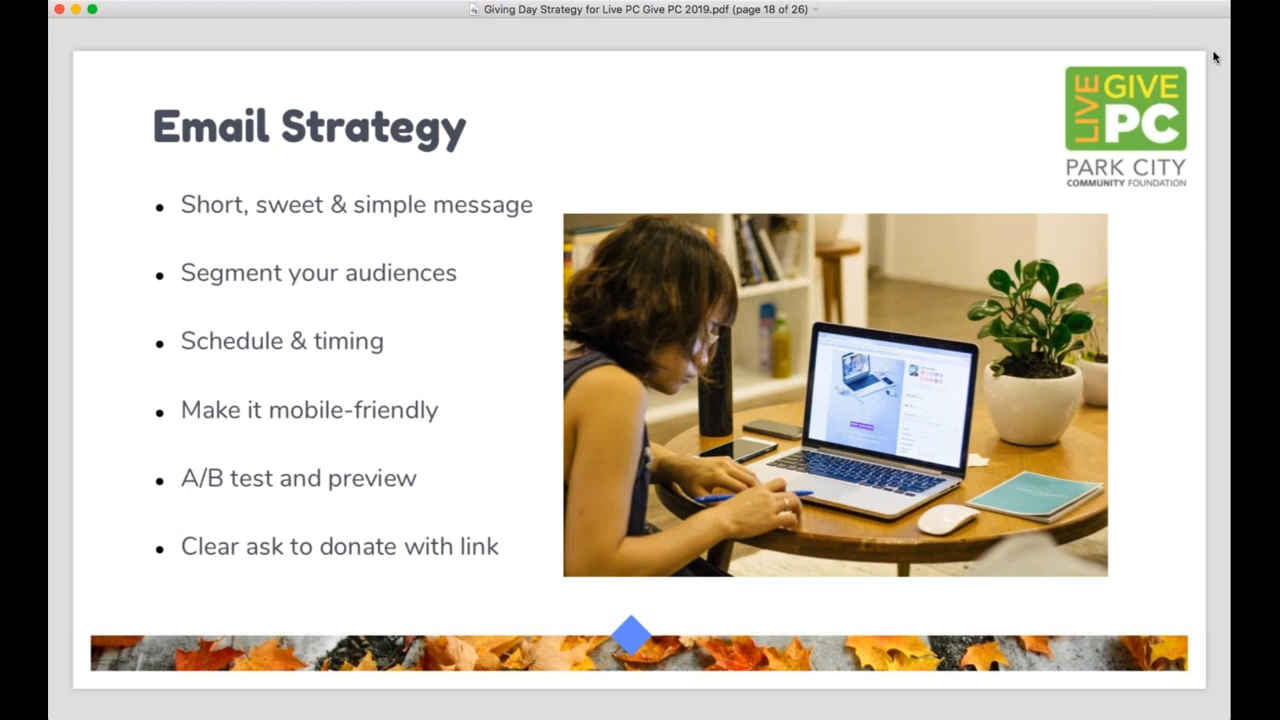 Giving Day Strategy for Live PC Give PC 2019.pdf (page 18 of 26)
LIVE
GIVE
PC
PARK CITY
COMMUNITY FOUNDATION
Email Strategy
• Short, sweet & simple message
• Segment your audiences
• Schedule & timing
• Make it mobile-friendly
• A/B test and preview
• Clear ask to donate with link